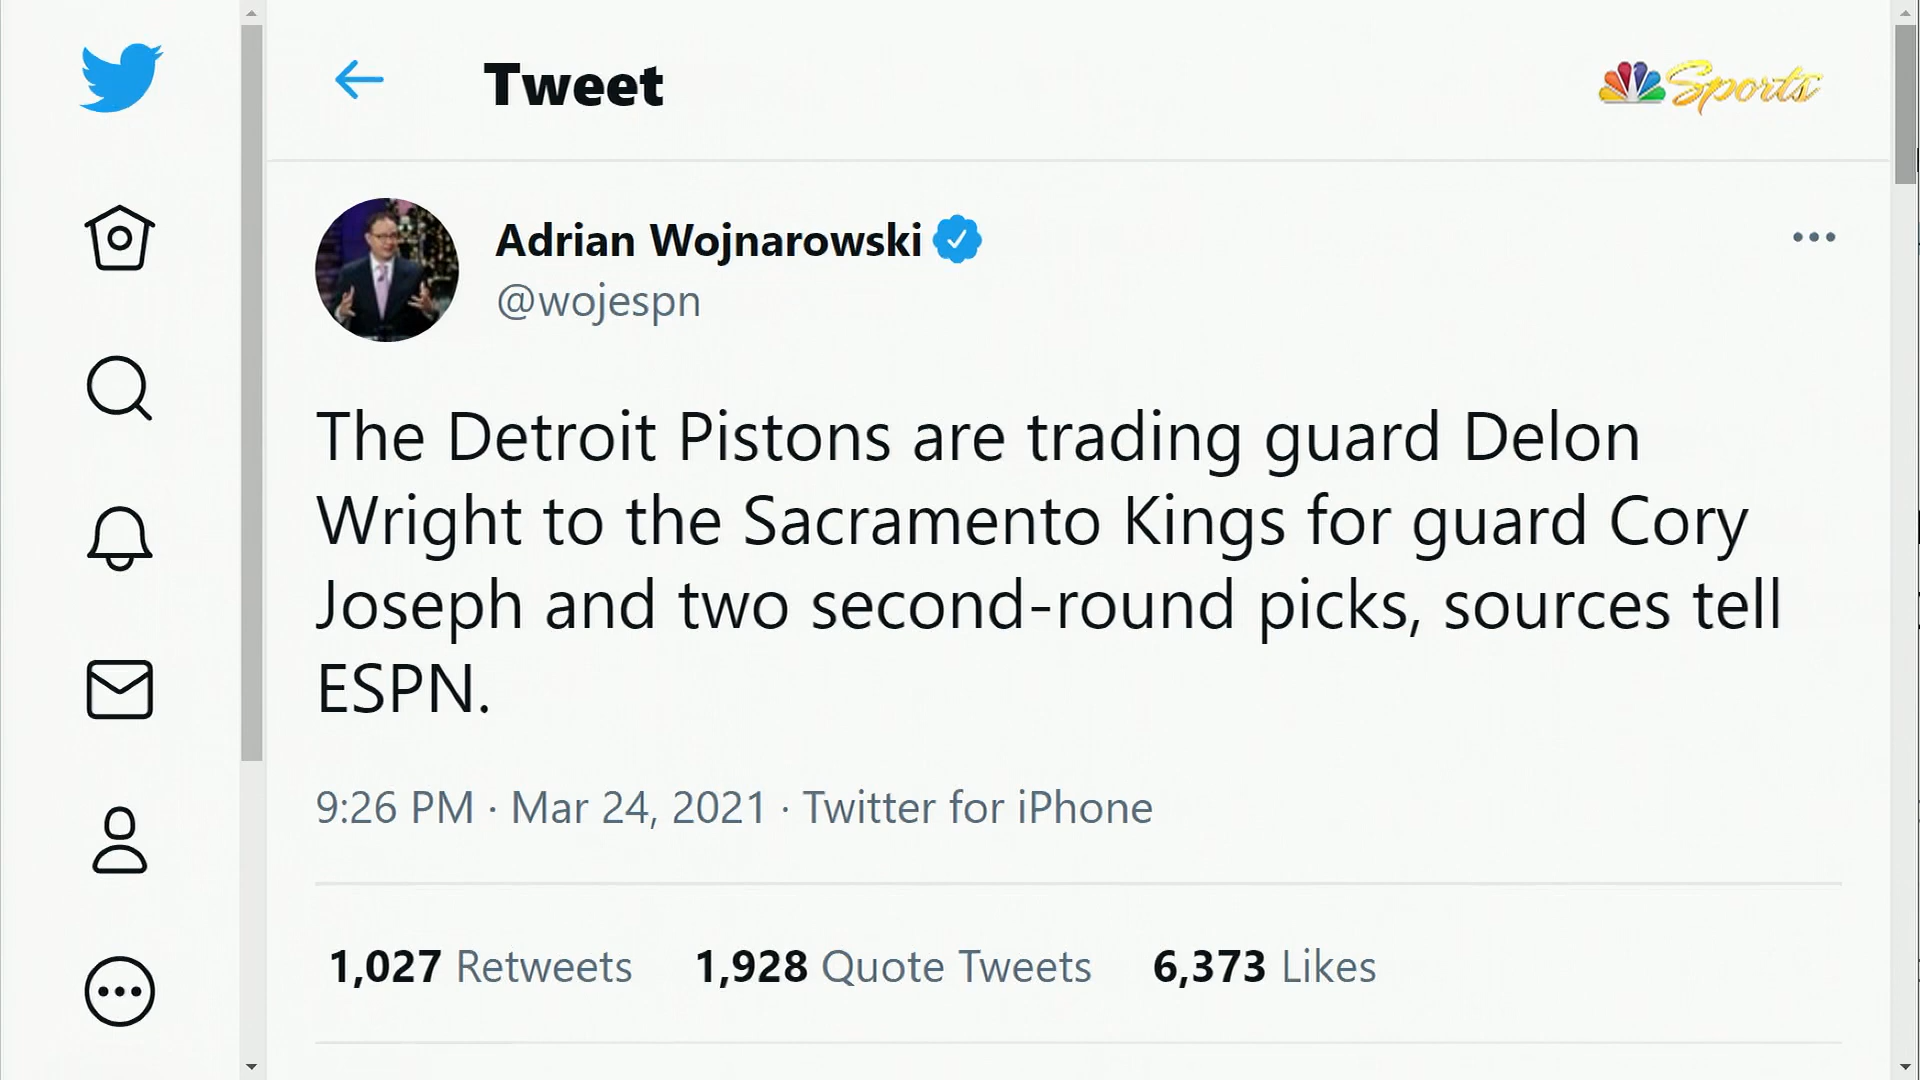 Tweet
Sports
Adrian Wojnarowski
@wojespn
The Detroit Pistons are trading guard Delon
Wright to the Sacramento Kings for guard Cory
Joseph and two second-round picks, sources tell
ESPN.
9:26 PM · Mar 24, 2021 · Twitter for iPhone
1,027 Retweets 1,928 Quote Tweets 6,373 Likes